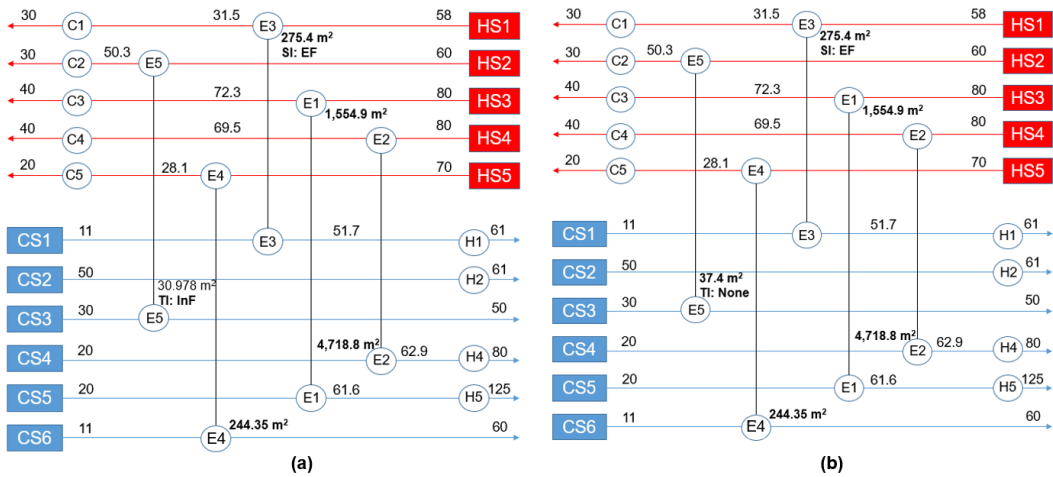 30 C1 31.5 E3 58 HS1
275.4 m²
SI: EF
30 C2 50.3 E5 60 HS2
40 C3 72.3 E1 80 HS3
1,554.9 m²
40 C4 69.5 E2 80 HS4
20 C5 28.1 E4 70 HS5
CS1 11 E3 51.7 H1 61
CS2 50 H2 61
30.978 m²
TI: InF
CS3 30 E5 50
4,718.8 m²
CS4 20 E2 62.9 H4 80
CS5 20 E1 61.6 H5 125
CS6 11 E4 244.35 m² 60
(a)
30 C1 31.5 E3 58 HS1
275.4 m²
SI: EF
30 C2 50.3 E5 60 HS2
40 C3 72.3 E1 80 HS3
1,554.9 m²
40 C4 69.5 E2 80 HS4
20 C5 28.1 E4 70 HS5
CS1 11 E3 51.7 H1 61
CS2 50 H2 61
37.4 m²
TI: None
CS3 30 E5 50
4,718.8 m²
CS4 20 E2 62.9 H4 80
CS5 20 E1 61.6 H5 125
CS6 11 E4 244.35 m² 60
(b)